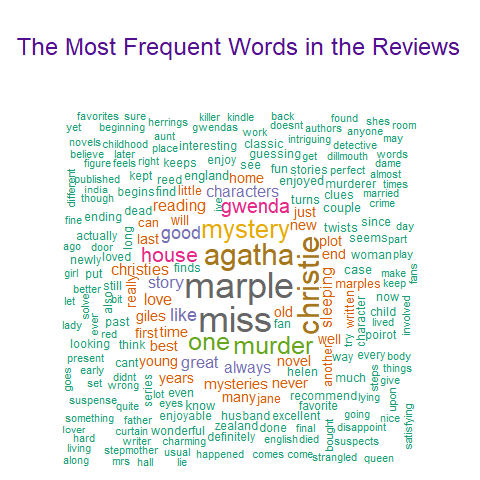 The Most Frequent Words in the Reviews
favorites sure killer kindle back found shes room
yet beginning herrings gwendas work doesnt authors anyone may
novels childhood aunt place interesting classic intriguing detective
believe later guessing get dillmouth words
figure feels right keeps enjoy see fun stories perfect dame
published kept reed england home enjoyed murderer almost
different india begins find little characters turns clues married times
though reading gwenda just couple crime
fine ending dead long can will ive mystery new twists since day
actually last good plot seems part
ago door loved house agatha christie end woman play
newly christies finds case make fans
girl put really story marple marples keep
better still also bit love now
let solve past giles like miss old written character child involved
lady ever red first time fan well try lived poirot
looking think best one murder another way every body
present cant young great always novel helen things
goes early didnt years much steps give
set wrong series mysteries never recommend lying upon
suspense lot even many jane favorite nice satisfying
quite eyes know husband excellent going
something father enjoyable zealand done bought disappoint
lover curtain wonderful definitely english died suspects
hard writer charming
living stepmother usual happened comes come strangled queen
along mrs hall lie